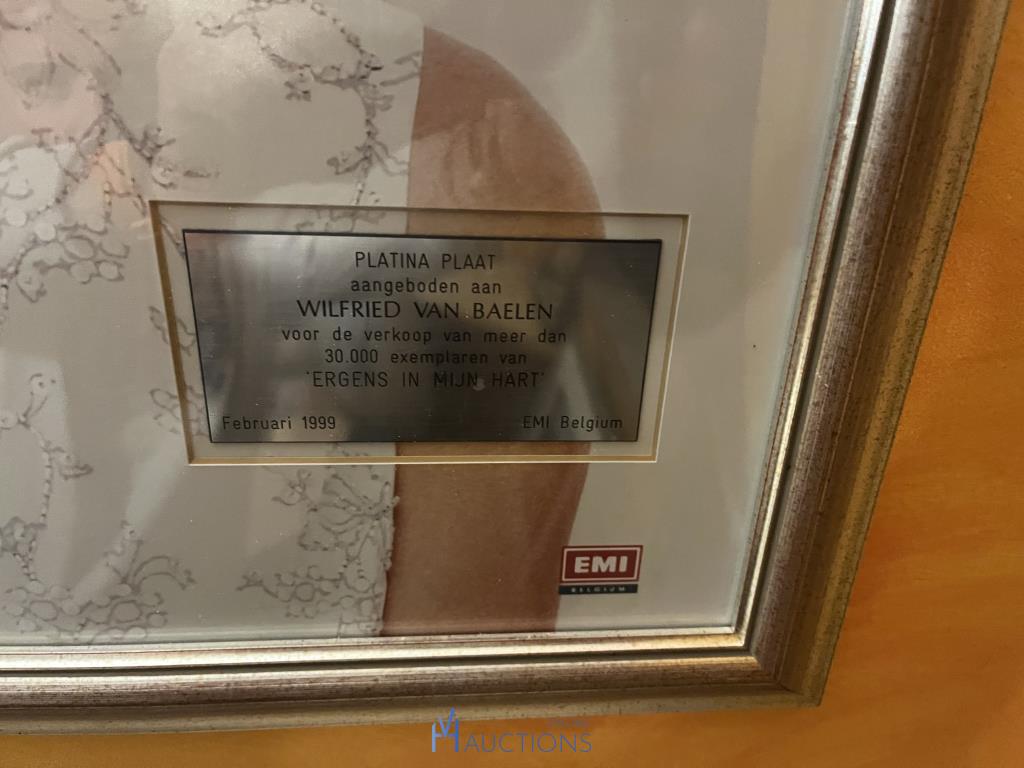 PLATINA PLAAT
aangeboden aan
WILFRIED VAN BAELEN
voor de verkoop van meer dan
30.000 exemplaren van
'ERGENS IN MIJN HART'
Februari 1999 EMI Belgium
EMI
BELGIUM
AUCTIONS